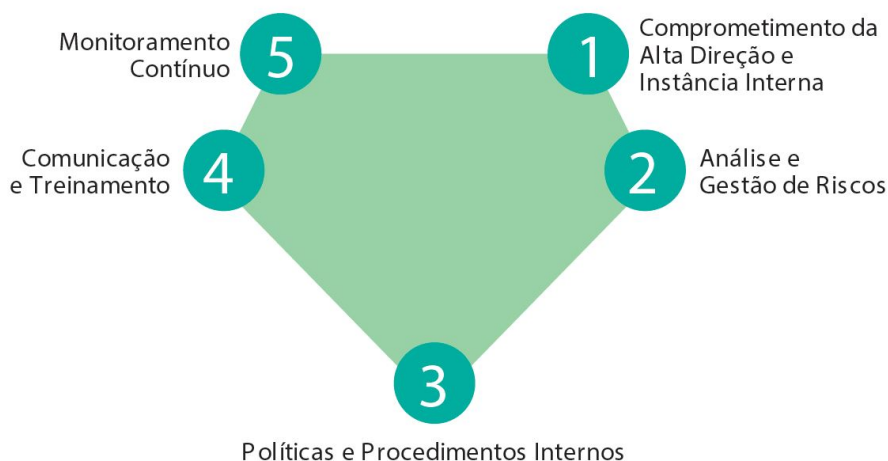 1
Comprometimento da
Alta Direção e
Instância Interna
2
Análise e
Gestão de Riscos
3
Políticas e Procedimentos Internos
4
Comunicação
e Treinamento
5
Monitoramento
Contínuo